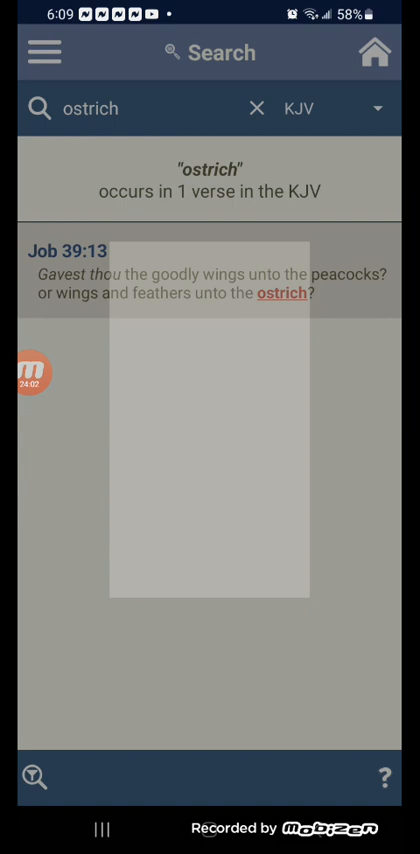 6:09 58%
Search
ostrich KJV
"ostrich"
occurs in 1 verse in the KJV
Job 39:13
Gavest thou the goodly wings unto the peacocks?
or wings and feathers unto the ostrich?
m
24:02
?
Recorded by mobizen